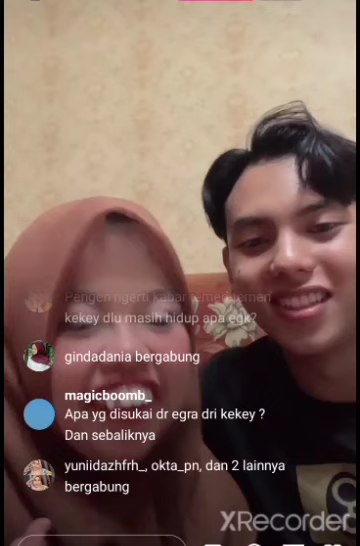 Pengen ngeru kabar temen temen
kekey dlu masih hidup apa egk?
gindadania bergabung
magicboomb_
Apa yg disukai dr egra dri kekey ?
Dan sebaliknya
yuniidazhfrh_, okta_pn, dan 2 lainnya
bergabung
XRecorder